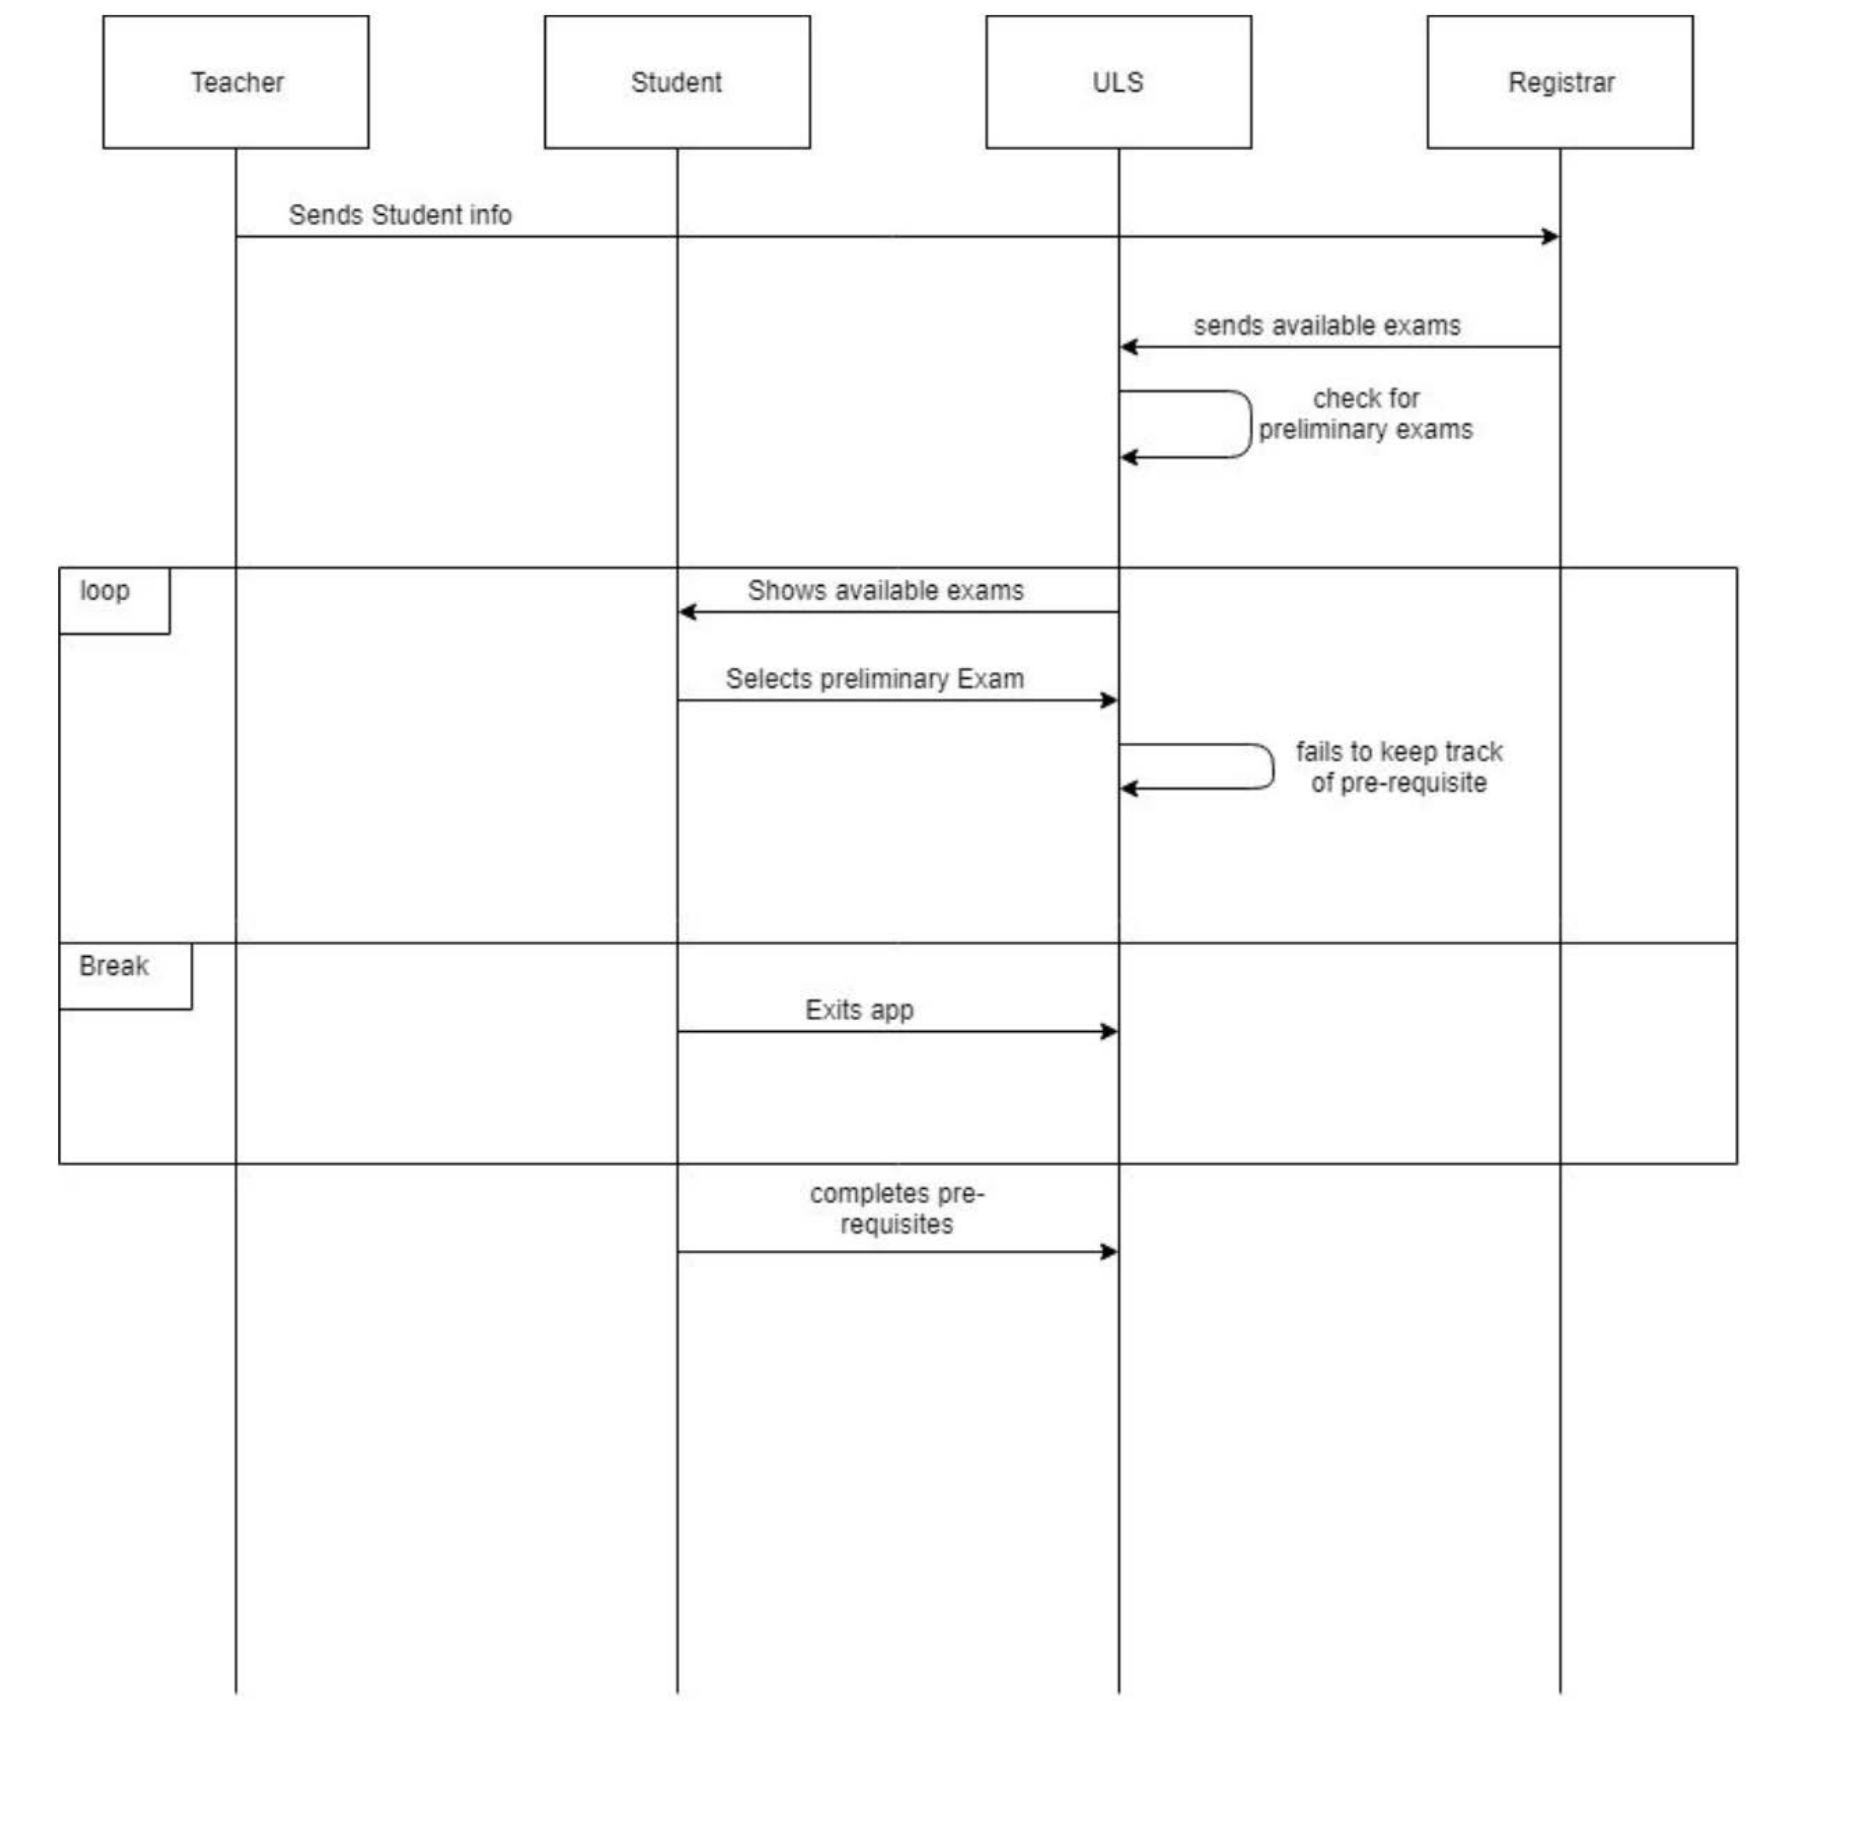 Teacher
Student
ULS
Registrar
Sends Student info
sends available exams
check for
preliminary exams
loop
Shows available exams
Selects preliminary Exam
fails to keep track
of pre-requisite
Break
Exits app
completes pre-
requisites